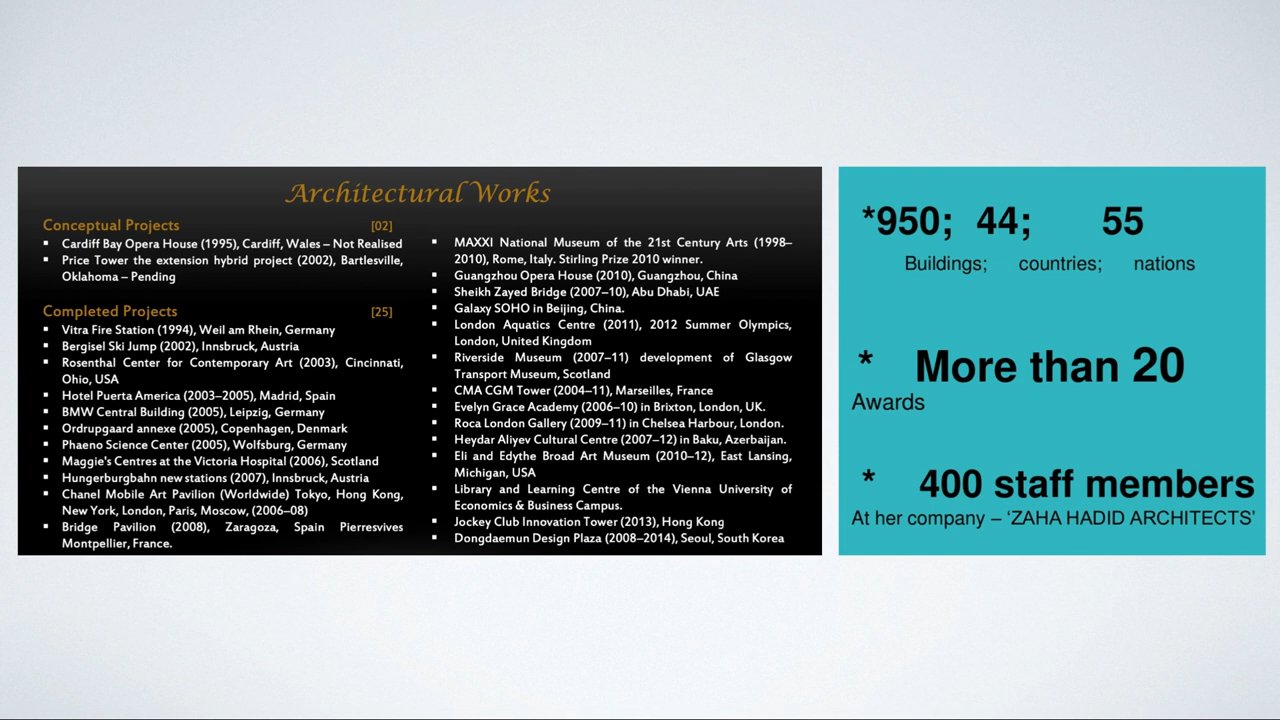 Architectural Works
Conceptual Projects [02]
▪ Cardiff Bay Opera House (1995), Cardiff, Wales – Not Realised
▪ Price Tower the extension hybrid project (2002), Bartlesville,
Oklahoma – Pending
Completed Projects [25]
▪ Vitra Fire Station (1994), Weil am Rhein, Germany
▪ Bergisel Ski Jump (2002), Innsbruck, Austria
▪ Rosenthal Center for Contemporary Art (2003), Cincinnati,
Ohio, USA
▪ Hotel Puerta America (2003–2005), Madrid, Spain
▪ BMW Central Building (2005), Leipzig, Germany
▪ Ordrupgaard annexe (2005), Copenhagen, Denmark
▪ Phaeno Science Center (2005), Wolfsburg, Germany
▪ Maggie's Centres at the Victoria Hospital (2006), Scotland
▪ Hungerburgbahn new stations (2007), Innsbruck, Austria
▪ Chanel Mobile Art Pavilion (Worldwide) Tokyo, Hong Kong,
New York, London, Paris, Moscow, (2006–08)
▪ Bridge Pavilion (2008), Zaragoza, Spain Pierresvives
Montpellier, France.
▪ MAXXI National Museum of the 21st Century Arts (1998–
2010), Rome, Italy. Stirling Prize 2010 winner.
▪ Guangzhou Opera House (2010), Guangzhou, China
▪ Sheikh Zayed Bridge (2007–10), Abu Dhabi, UAE
▪ Galaxy SOHO in Beijing, China.
▪ London Aquatics Centre (2011), 2012 Summer Olympics,
London, United Kingdom
▪ Riverside Museum (2007–11) development of Glasgow
Transport Museum, Scotland
▪ CMA CGM Tower (2004–11), Marseilles, France
▪ Evelyn Grace Academy (2006–10) in Brixton, London, UK.
▪ Roca London Gallery (2009–11) in Chelsea Harbour, London.
▪ Heydar Aliyev Cultural Centre (2007–12) in Baku, Azerbaijan.
▪ Eli and Edythe Broad Art Museum (2010–12), East Lansing,
Michigan, USA
▪ Library and Learning Centre of the Vienna University of
Economics & Business Campus.
▪ Jockey Club Innovation Tower (2013), Hong Kong
▪ Dongdaemun Design Plaza (2008–2014), Seoul, South Korea
*950; 44; 55
Buildings; countries; nations
* More than 20
Awards
* 400 staff members
At her company – ‘ZAHA HADID ARCHITECTS’